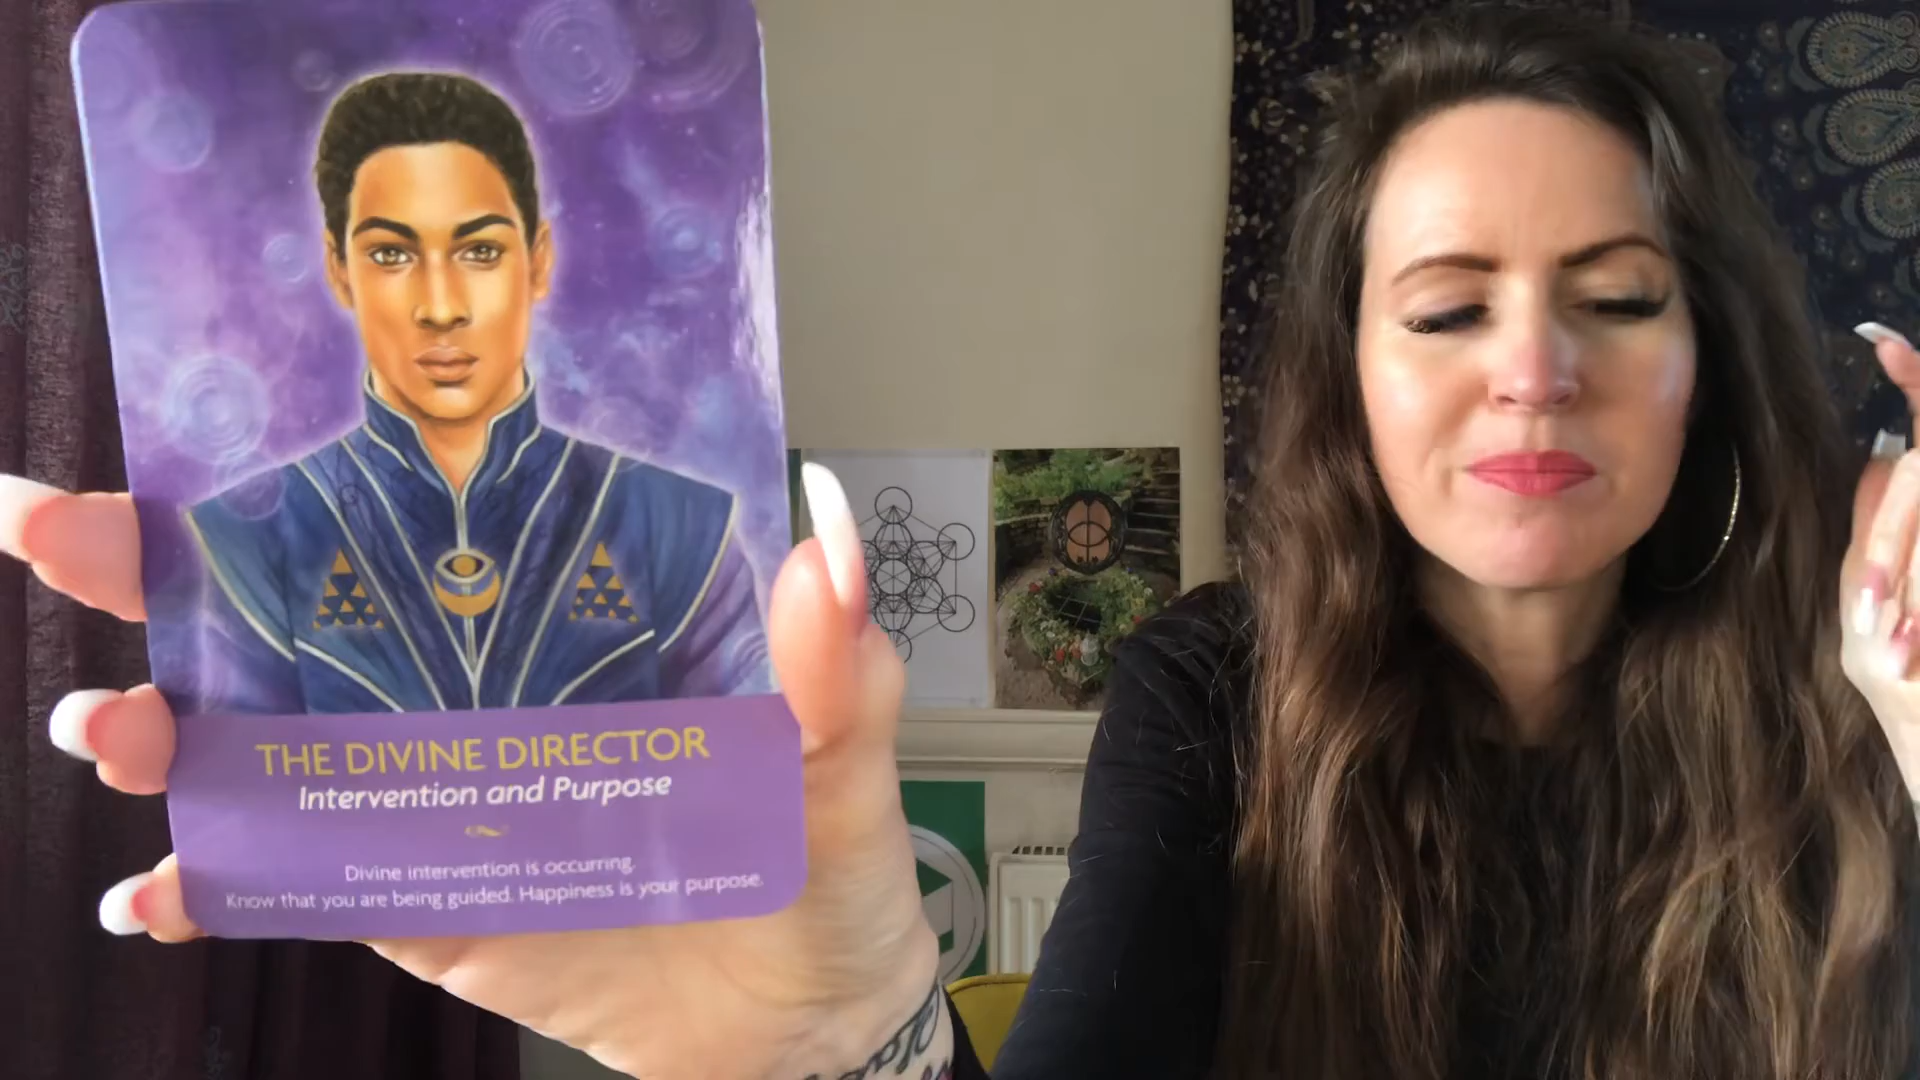 THE DIVINE DIRECTOR
Intervention and Purpose
Divine intervention is occurring.
Know that you are being guided. Happiness is your purpose.